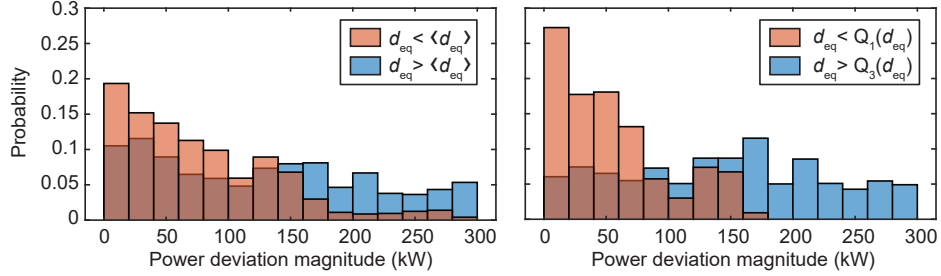 0.3
0.25
0.2
0.15
0.1
0.05
0
Probability
d_eq < ⟨d_eq⟩
d_eq > ⟨d_eq⟩
0 50 100 150 200 250 300
Power deviation magnitude (kW)
d_eq < Q_1(d_eq)
d_eq > Q_3(d_eq)
0 50 100 150 200 250 300
Power deviation magnitude (kW)